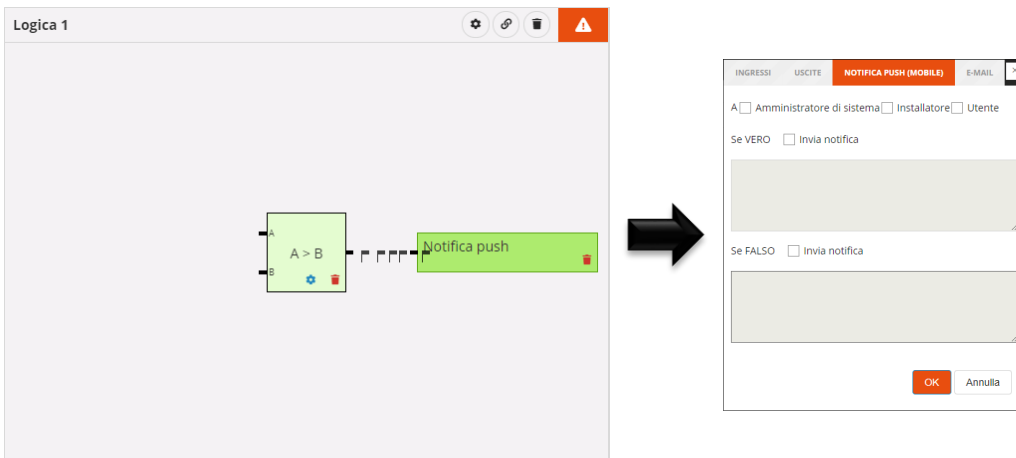 Logica 1
A
A > B
B
Notifica push
INGRESSI USCITE NOTIFICA PUSH (MOBILE) E-MAIL
A Amministratore di sistema Installatore Utente
Se VERO Invia notifica
Se FALSO Invia notifica
OK Annulla